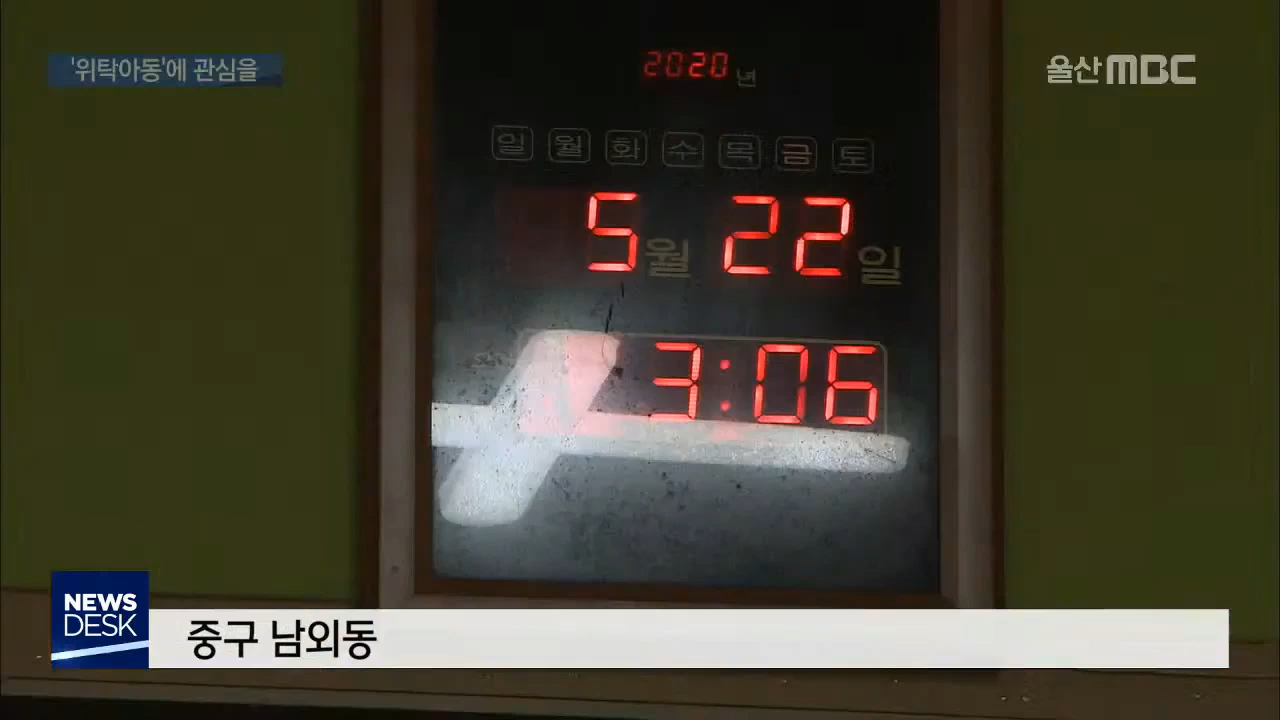 '위탁아동'에 관심을
울산MBC
2020년
일 월 화 수 목 금 토
5월 22일
3:06
NEWS
DESK
중구 남외동